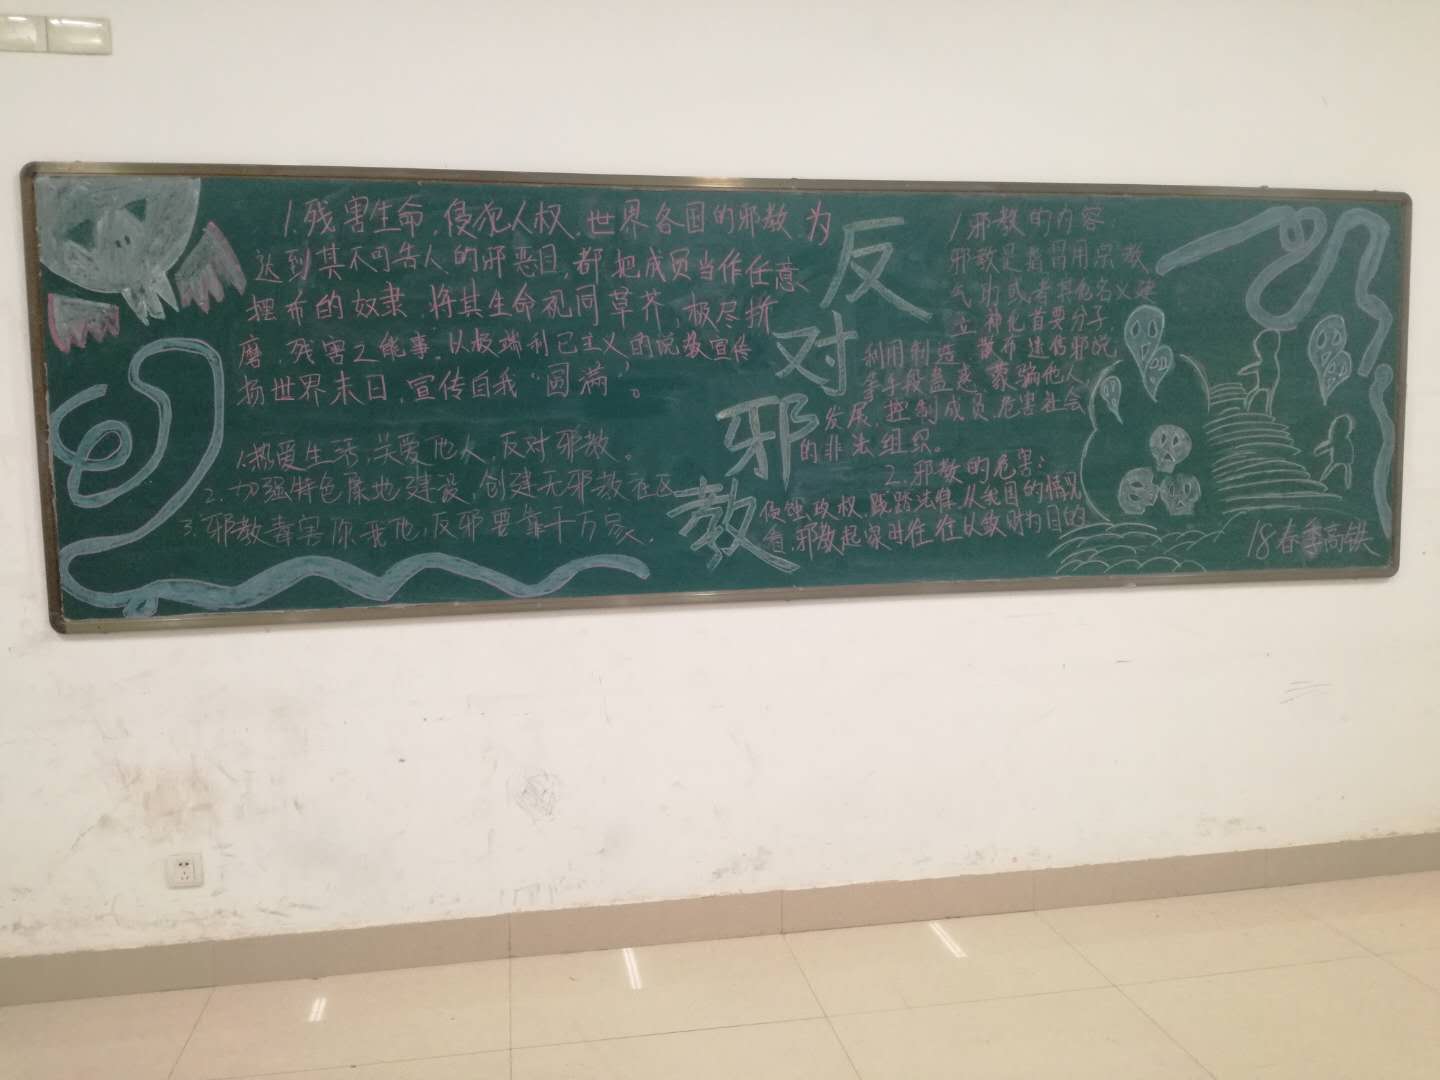 1.残害生命,侵犯人权,世界各国的邪教,为
达到其不可告人的邪恶目,都把成员当作任意
摆布的奴隶,将其生命视同草芥,极尽折
磨,残害之能事,以极端利己主义的说教宣传
扬世界末日,宣传自我"圆满"。
1.热爱生活,关爱他人,反对邪教。
2.加强特色属地建设,创建无邪教社区
3.邪教毒害你我他,反邪要靠千万家。
反对邪教
1邪教的内容:
邪教是指冒用宗教
气功或者其他名义建
立,神化首要分子,
利用制造,散布迷信邪说
等手段蛊惑,蒙骗他人,
发展,控制成员,危害社会
的非法组织。
2.邪教的危害:
侵蚀政权,践踏法律,从我国的情况
看,邪教起家时往往以敛财为目的
18春季高铁